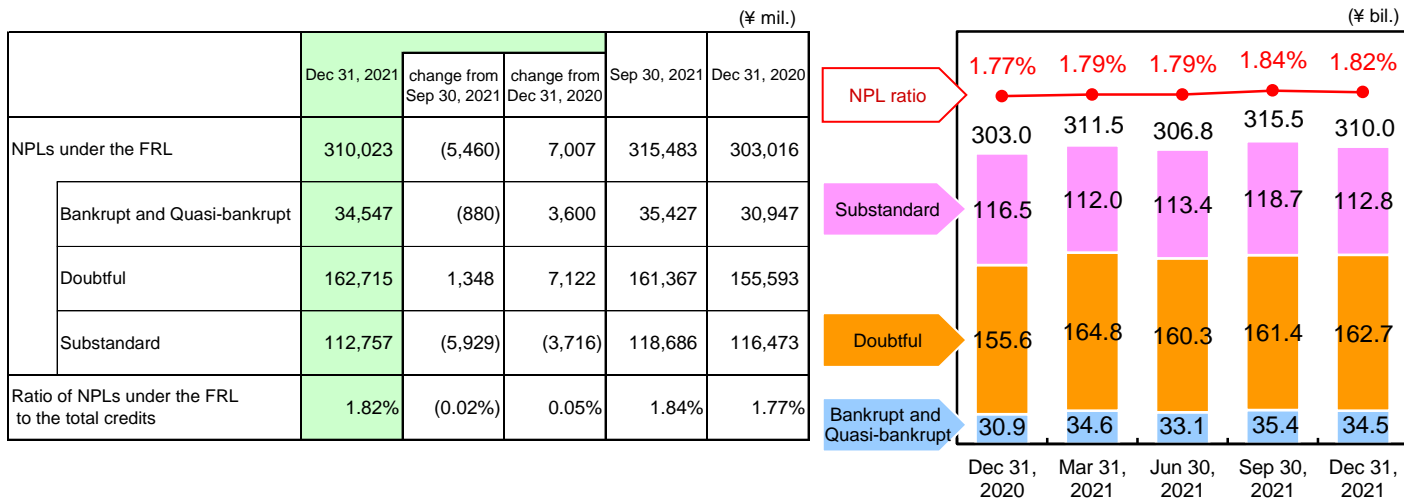 (¥ mil.)
Dec 31, 2021 change from Sep 30, 2021 change from Dec 31, 2020 Sep 30, 2021 Dec 31, 2020
NPLs under the FRL 310,023 (5,460) 7,007 315,483 303,016
Bankrupt and Quasi-bankrupt 34,547 (880) 3,600 35,427 30,947
Doubtful 162,715 1,348 7,122 161,367 155,593
Substandard 112,757 (5,929) (3,716) 118,686 116,473
Ratio of NPLs under the FRL
to the total credits 1.82% (0.02%) 0.05% 1.84% 1.77%
(¥ bil.)
NPL ratio 1.77% 1.79% 1.79% 1.84% 1.82%
303.0 311.5 306.8 315.5 310.0
Substandard 116.5 112.0 113.4 118.7 112.8
Doubtful 155.6 164.8 160.3 161.4 162.7
Bankrupt and
Quasi-bankrupt 30.9 34.6 33.1 35.4 34.5
Dec 31, Mar 31, Jun 30, Sep 30, Dec 31,
2020 2021 2021 2021 2021